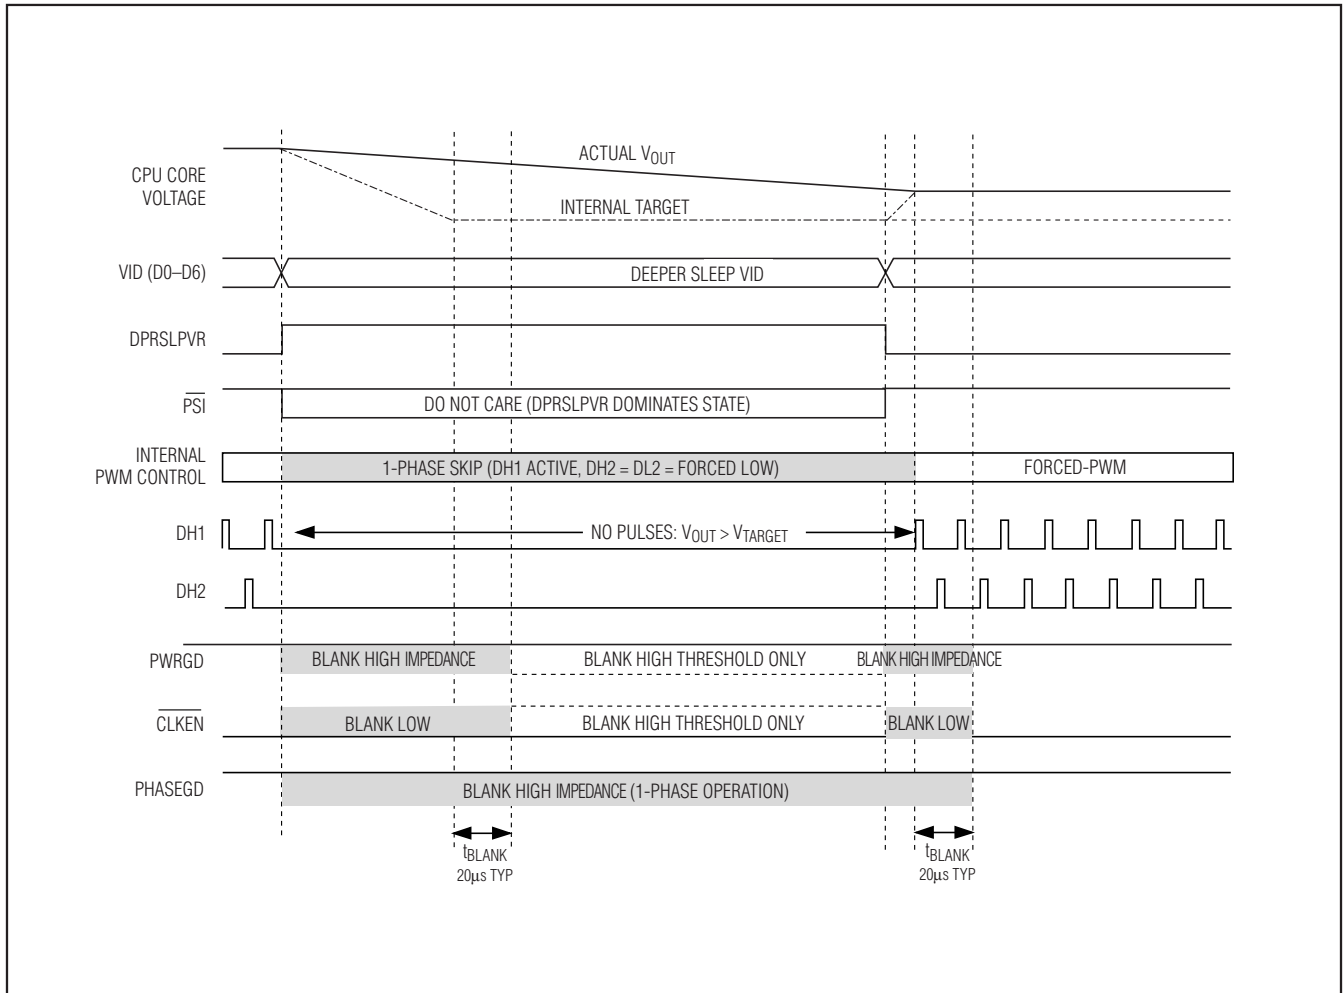 CPU CORE
VOLTAGE
ACTUAL VOUT
INTERNAL TARGET
VID (D0–D6)
DEEPER SLEEP VID
DPRSLPVR
PSI
DO NOT CARE (DPRSLPVR DOMINATES STATE)
INTERNAL
PWM CONTROL
1-PHASE SKIP (DH1 ACTIVE, DH2 = DL2 = FORCED LOW)
FORCED-PWM
DH1
NO PULSES: VOUT > VTARGET
DH2
PWRGD
BLANK HIGH IMPEDANCE
BLANK HIGH THRESHOLD ONLY
BLANK HIGH IMPEDANCE
CLKEN
BLANK LOW
BLANK HIGH THRESHOLD ONLY
BLANK LOW
PHASEGD
BLANK HIGH IMPEDANCE (1-PHASE OPERATION)
tBLANK
20µs TYP
tBLANK
20µs TYP